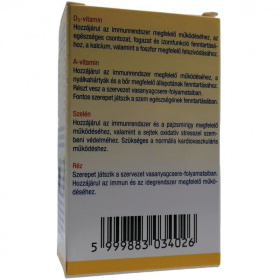 D₃-vitamin
Hozzájárul az immunrendszer megfelelő működéséhez, az
egészséges csontozat, fogazat és izomfunkció fenntartásá-
hoz, a kalcium, valamint a foszfor megfelelő felszívódásához.
A-vitamin
Hozzájárul az immunrendszer megfelelő működéséhez, a
nyálkahártyák és a bőr megfelelő állapotának fenntartásához.
Részt vesz a szervezet vasanyagcsere-folyamataiban.
Fontos szerepet játszik a szem egészségének fenntartásában.
Szelén
Hozzájárul az immunrendszer és a pajzsmirigy megfelelő
működéséhez, valamint a sejtek oxidatív stresszel szem-
beni védelméhez. Szükséges a normális kardiovaszkuláris
működéshez.
Réz
Szerepet játszik a szervezet vasanyagcsere-folyamataiban.
Hozzájárul az immun és az idegrendszer megfelelő műkö-
déséhez.
5 999883 034026